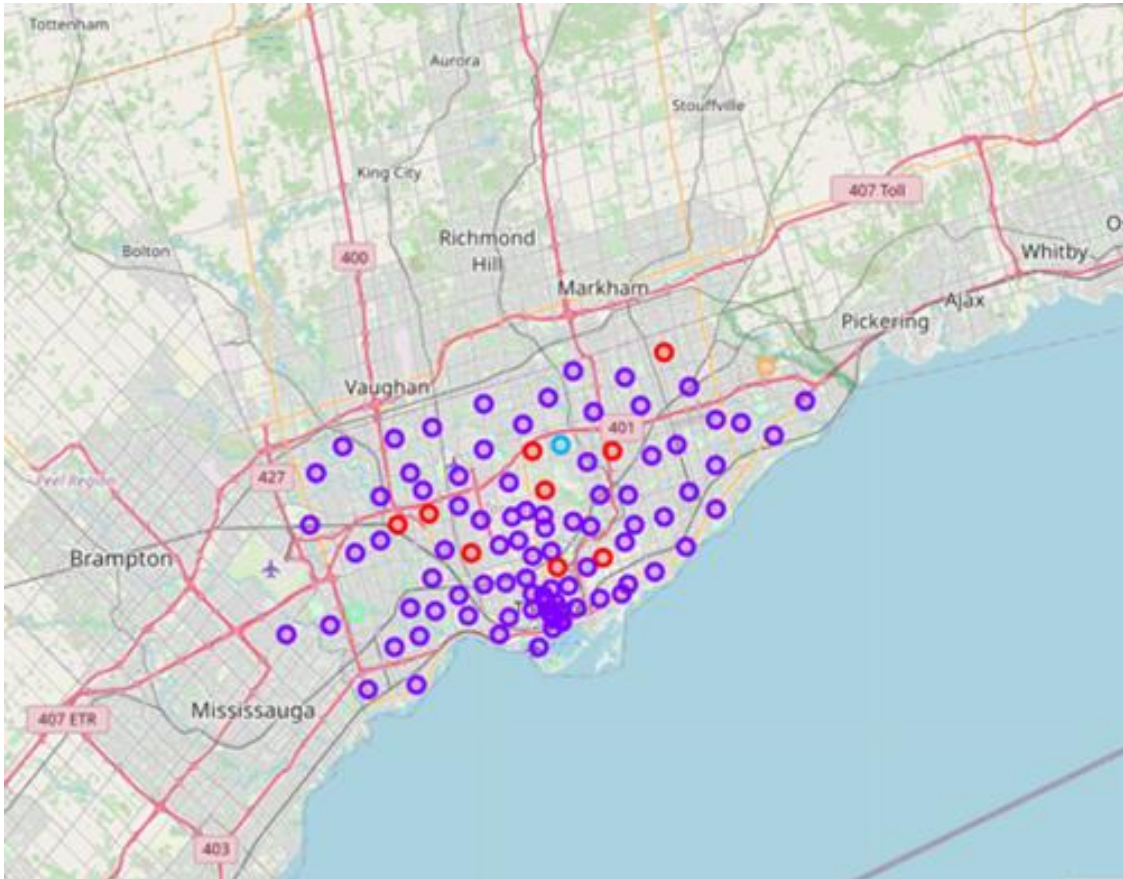 Tottenham
Aurora
Stouffville
King City
407 Toll
Richmond
Hill
Bolton
400
Whitby
Markham
Ajax
Pickering
Vaughan
401
427
Peel Region
Brampton
Mississauga
407 ETR
403